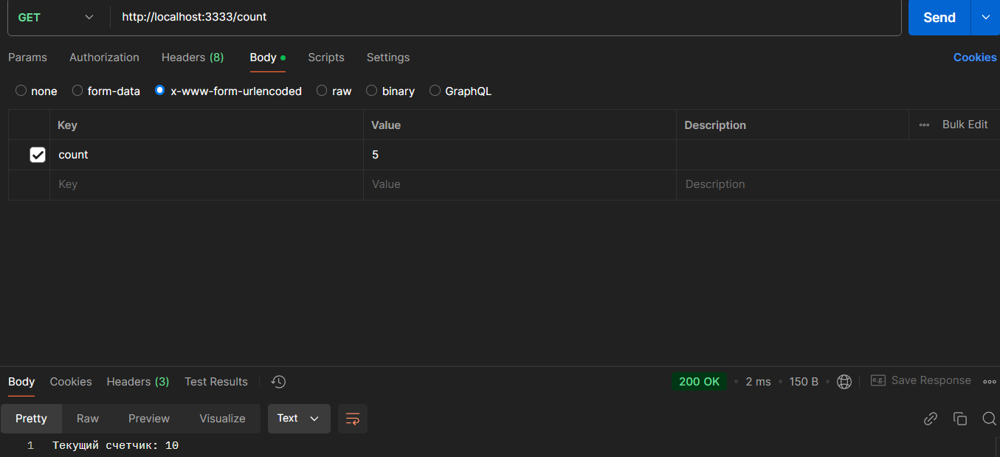 GET http://localhost:3333/count Send
Params Authorization Headers (8) Body Scripts Settings Cookies
none form-data x-www-form-urlencoded raw binary GraphQL
Key Value Description Bulk Edit
count 5
Key Value Description
Body Cookies Headers (3) Test Results 200 OK 2 ms 150 B e.g. Save Response
Pretty Raw Preview Visualize Text
1 Текущий счетчик: 10